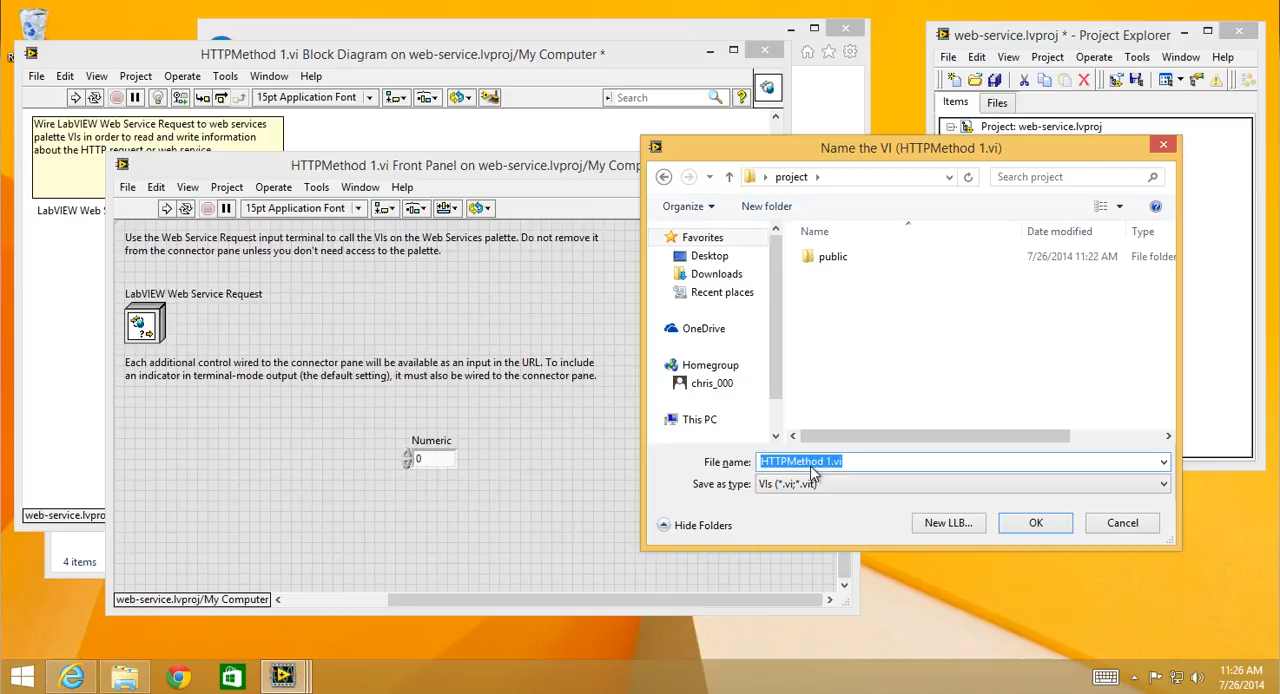 HTTPMethod 1.vi Block Diagram on web-service.lvproj/My Computer *
File Edit View Project Operate Tools Window Help
15pt Application Font
Search
Wire LabVIEW Web Service Request to web services
palette VIs in order to read and write information
about the HTTP request or web service.
LabVIEW Web S
web-service.lvpro
4 items
HTTPMethod 1.vi Front Panel on web-service.lvproj/My Comp
File Edit View Project Operate Tools Window Help
15pt Application Font
Use the Web Service Request input terminal to call the VIs on the Web Services palette. Do not remove it
from the connector pane unless you don't need access to the palette.
LabVIEW Web Service Request
Each additional control wired to the connector pane will be available as an input in the URL. To include
an indicator in terminal-mode output (the default setting), it must also be wired to the connector pane.
Numeric
0
web-service.lvproj/My Computer
web-service.lvproj * - Project Explorer
File Edit View Project Operate Tools Window Help
Items Files
Project: web-service.lvproj
Name the VI (HTTPMethod 1.vi)
project
Search project
Organize New folder
Favorites
Desktop
Downloads
Recent places
OneDrive
Homegroup
chris_000
This PC
Name Date modified Type
public 7/26/2014 11:22 AM File folder
File name: HTTPMethod 1.vi
Save as type: VIs (*.vi;*.vit)
Hide Folders
New LLB... OK Cancel
11:26 AM
7/26/2014